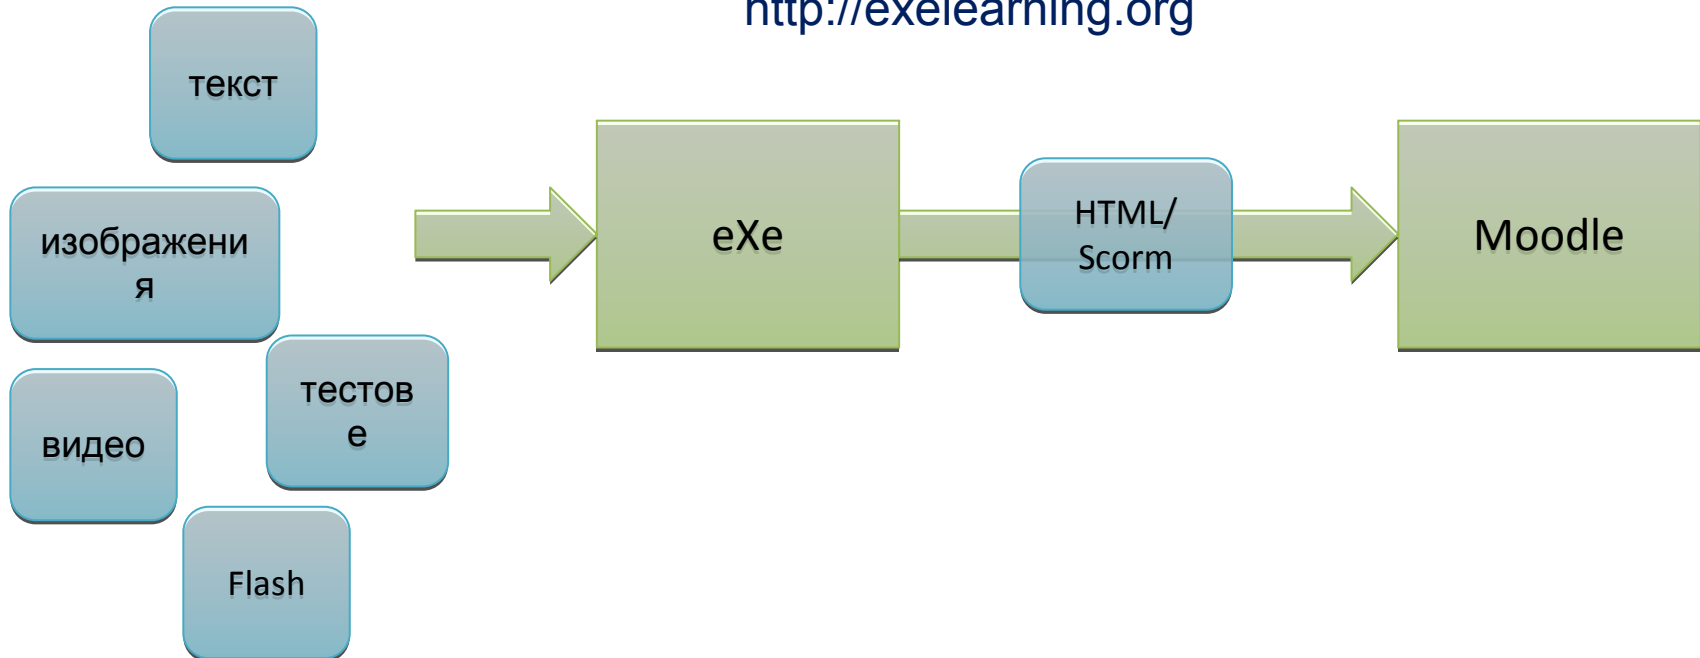 http://exelearning.org
текст
изображени
я
тестов
е
видео
Flash
eXe
HTML/
Scorm
Moodle